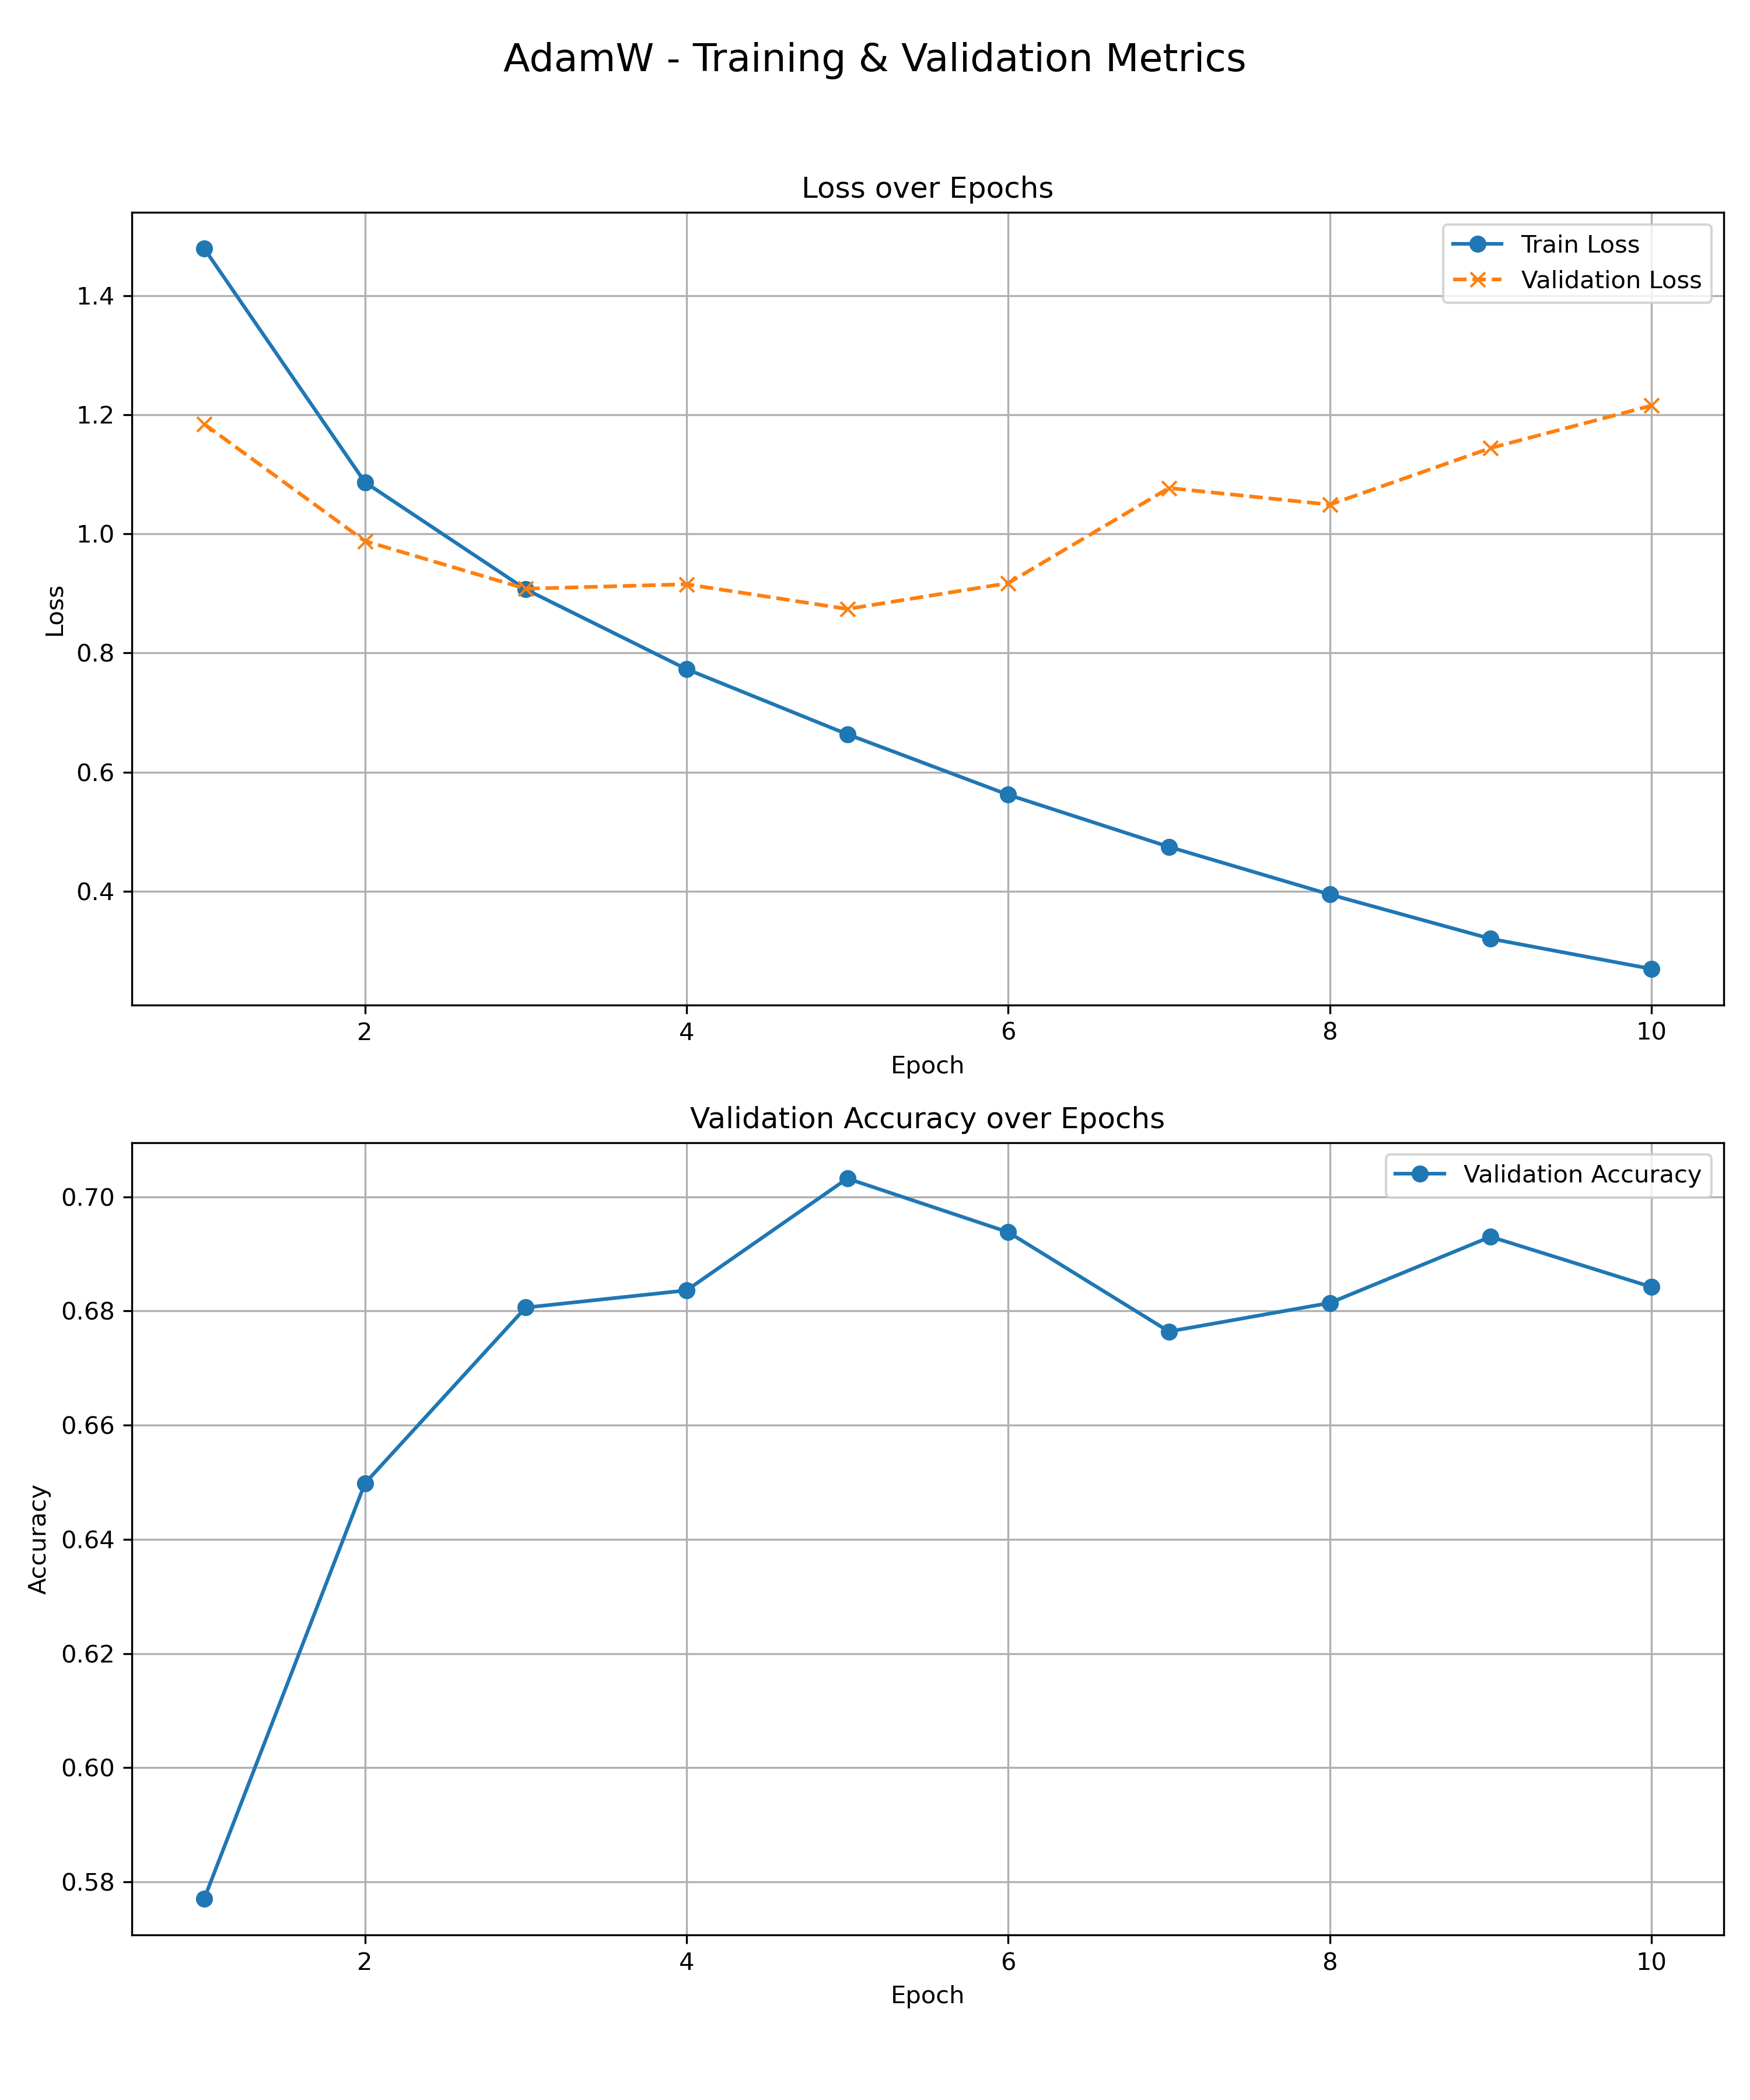 AdamW - Training & Validation Metrics
Loss over Epochs
Train Loss
Validation Loss
1.4
1.2
1.0
0.8
0.6
0.4
Loss
2 4 6 8 10
Epoch
Validation Accuracy over Epochs
Validation Accuracy
0.70
0.68
0.66
0.64
0.62
0.60
0.58
Accuracy
2 4 6 8 10
Epoch